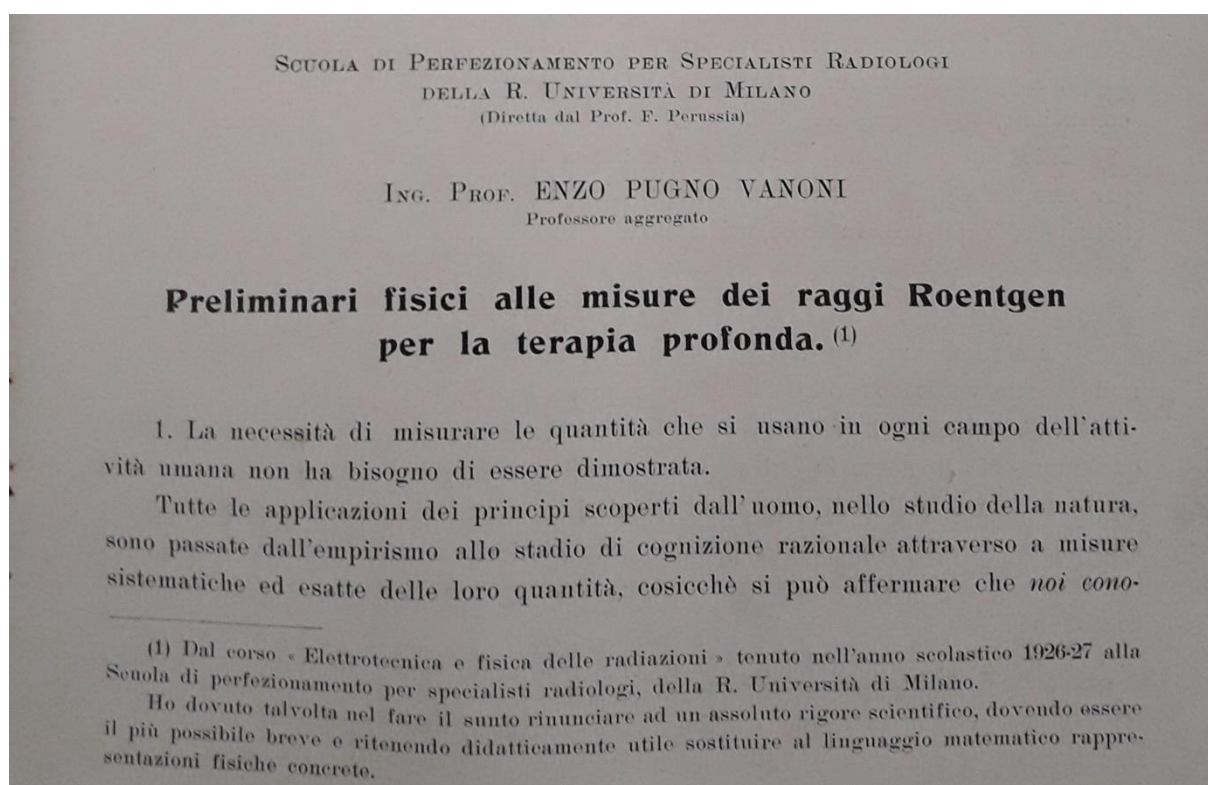 Scuola di Perfezionamento per Specialisti Radiologi
della R. Università di Milano
(Diretta dal Prof. F. Perussia)
Ing. Prof. ENZO PUGNO VANONI
Professore aggregato
Preliminari fisici alle misure dei raggi Roentgen
per la terapia profonda. (1)
1. La necessità di misurare le quantità che si usano in ogni campo dell'atti-
vità umana non ha bisogno di essere dimostrata.
Tutte le applicazioni dei principi scoperti dall'uomo, nello studio della natura,
sono passate dall'empirismo allo stadio di cognizione razionale attraverso a misure
sistematiche ed esatte delle loro quantità, cosicchè si può affermare che noi cono-
(1) Dal corso « Elettrotecnica e fisica delle radiazioni » tenuto nell'anno scolastico 1926-27 alla
Scuola di perfezionamento per specialisti radiologi, della R. Università di Milano.
Ho dovuto talvolta nel fare il sunto rinunciare ad un assoluto rigore scientifico, dovendo essere
il più possibile breve e ritenendo didatticamente utile sostituire al linguaggio matematico rappre-
sentazioni fisiche concrete.